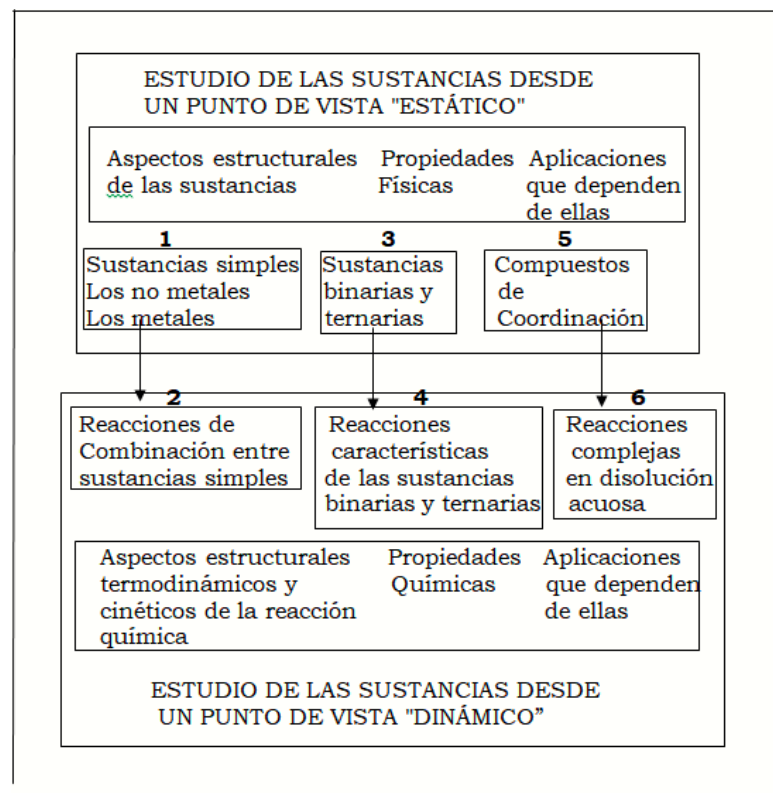 ESTUDIO DE LAS SUSTANCIAS DESDE
UN PUNTO DE VISTA "ESTÁTICO"
Aspectos estructurales
de las sustancias
Propiedades
Físicas
Aplicaciones
que dependen
de ellas
1
Sustancias simples
Los no metales
Los metales
3
Sustancias
binarias y
ternarias
5
Compuestos
de
Coordinación
2
Reacciones de
Combinación entre
sustancias simples
4
Reacciones
características
de las sustancias
binarias y ternarias
6
Reacciones
complejas
en disolución
acuosa
Aspectos estructurales
termodinámicos y
cinéticos de la reacción
química
Propiedades
Químicas
Aplicaciones
que dependen
de ellas
ESTUDIO DE LAS SUSTANCIAS DESDE
UN PUNTO DE VISTA "DINÁMICO”